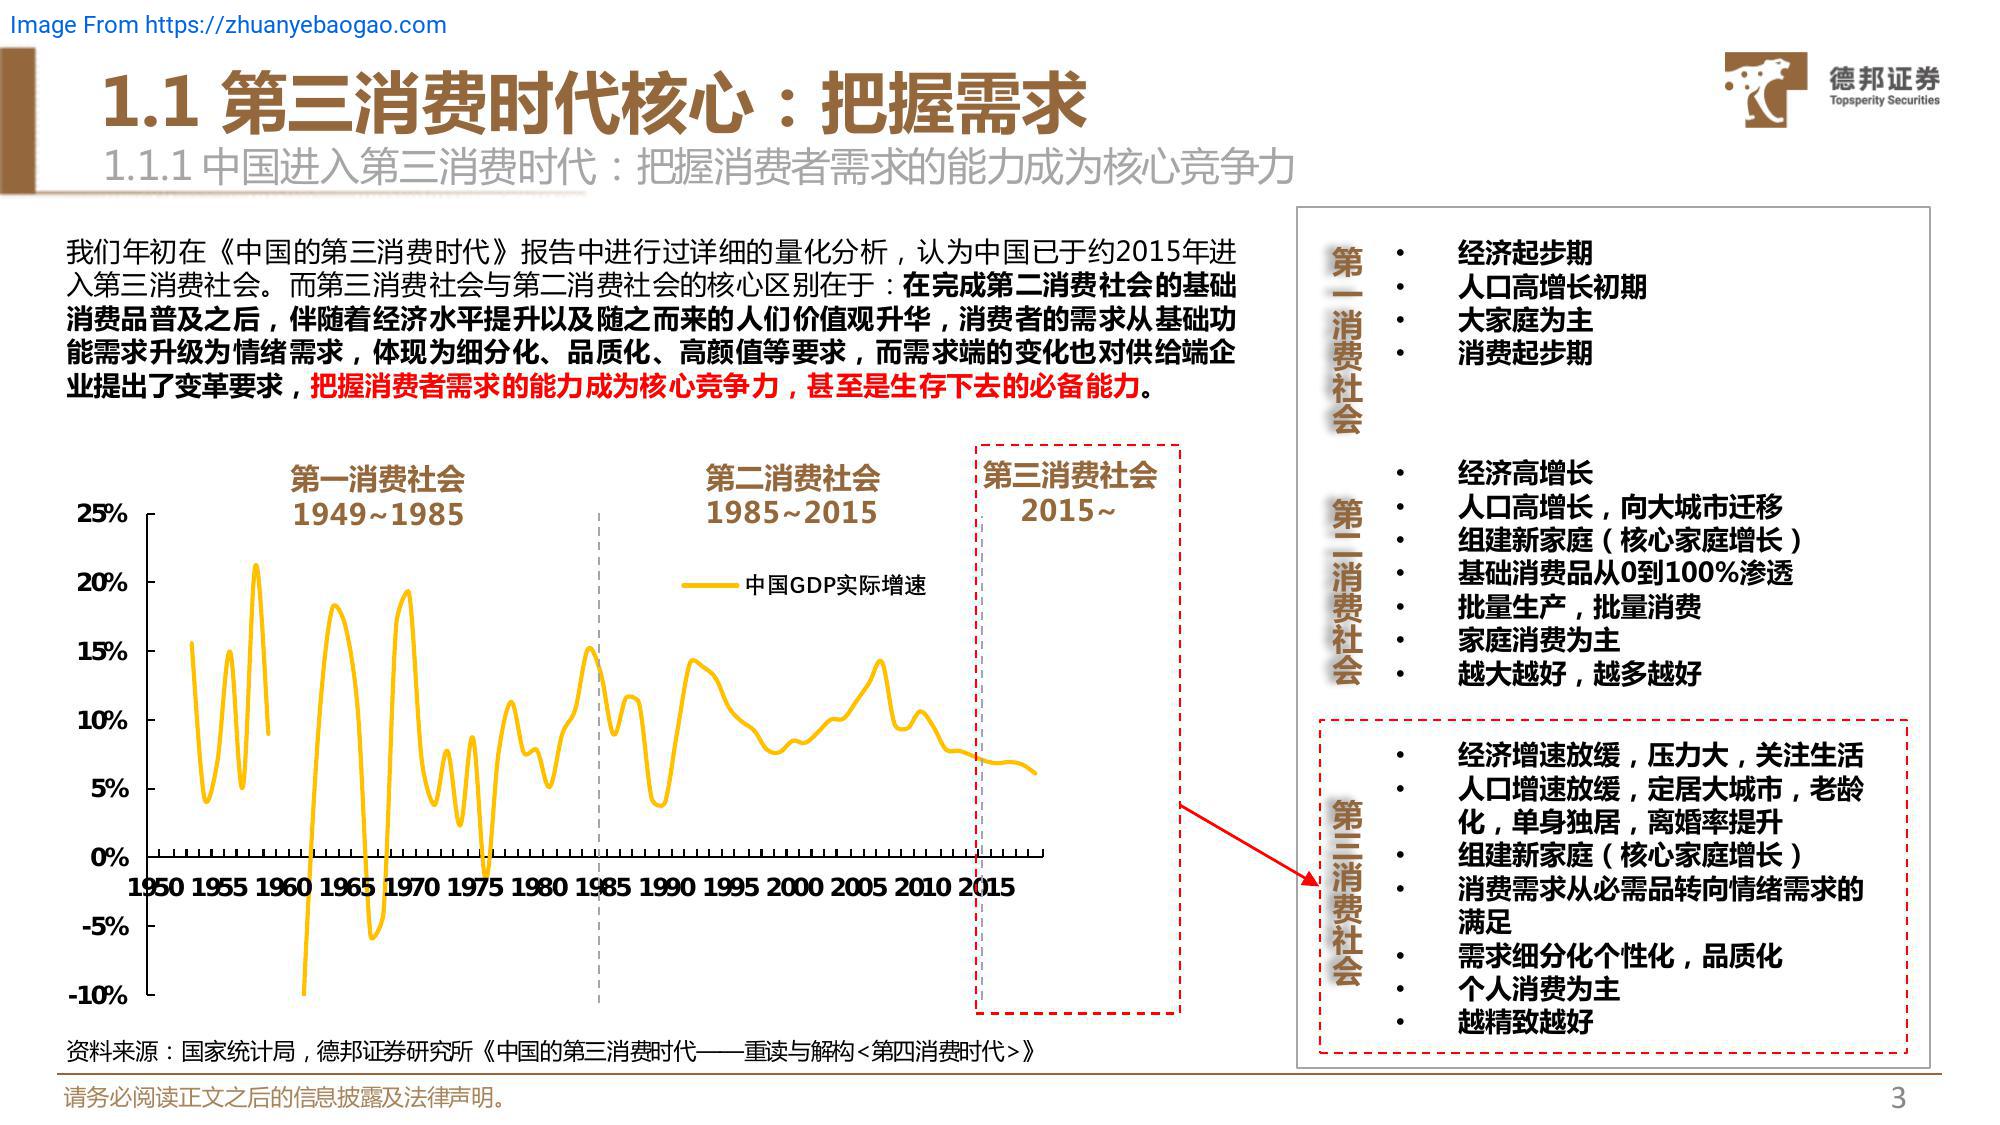 Image From https://zhuanyebaogao.com
1.1 第三消费时代核心：把握需求
德邦证券
Topsperity Securities
1.1.1 中国进入第三消费时代：把握消费者需求的能力成为核心竞争力
我们年初在《中国的第三消费时代》报告中进行过详细的量化分析，认为中国已于约2015年进
入第三消费社会。而第三消费社会与第二消费社会的核心区别在于：在完成第二消费社会的基础
消费品普及之后，伴随着经济水平提升以及随之而来的人们价值观升华，消费者的需求从基础功
能需求升级为情绪需求，体现为细分化、品质化、高颜值等要求，而需求端的变化也对供给端企
业提出了变革要求，把握消费者需求的能力成为核心竞争力，甚至是生存下去的必备能力。
第一消费社会
1949~1985
第二消费社会
1985~2015
第三消费社会
2015~
中国GDP实际增速
25%
20%
15%
10%
5%
0%
-5%
-10%
1950 1955 1960 1965 1970 1975 1980 1985 1990 1995 2000 2005 2010 2015
资料来源：国家统计局，德邦证券研究所《中国的第三消费时代——重读与解构<第四消费时代>》
第一消费社会
• 经济起步期
• 人口高增长初期
• 大家庭为主
• 消费起步期
第二消费社会
• 经济高增长
• 人口高增长，向大城市迁移
• 组建新家庭（核心家庭增长）
• 基础消费品从0到100%渗透
• 批量生产，批量消费
• 家庭消费为主
• 越大越好，越多越好
第三消费社会
• 经济增速放缓，压力大，关注生活
• 人口增速放缓，定居大城市，老龄
化，单身独居，离婚率提升
• 组建新家庭（核心家庭增长）
• 消费需求从必需品转向情绪需求的
满足
• 需求细分化个性化，品质化
• 个人消费为主
• 越精致越好
请务必阅读正文之后的信息披露及法律声明。
3